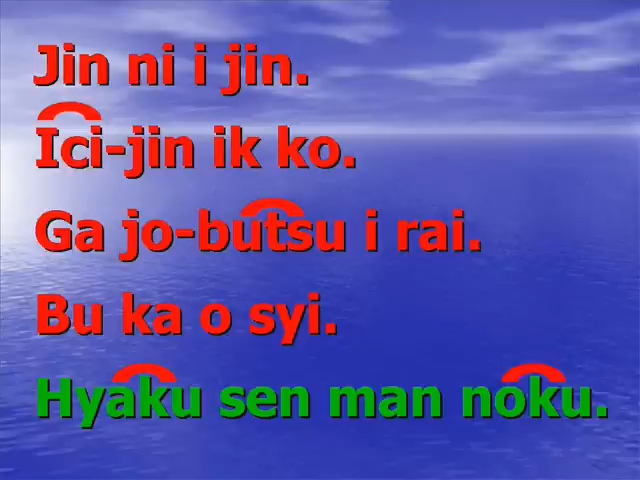 Jin ni i jin.
Ici-jin ik ko.
Ga jo-butsu i rai.
Bu ka o syi.
Hyaku sen man noku.